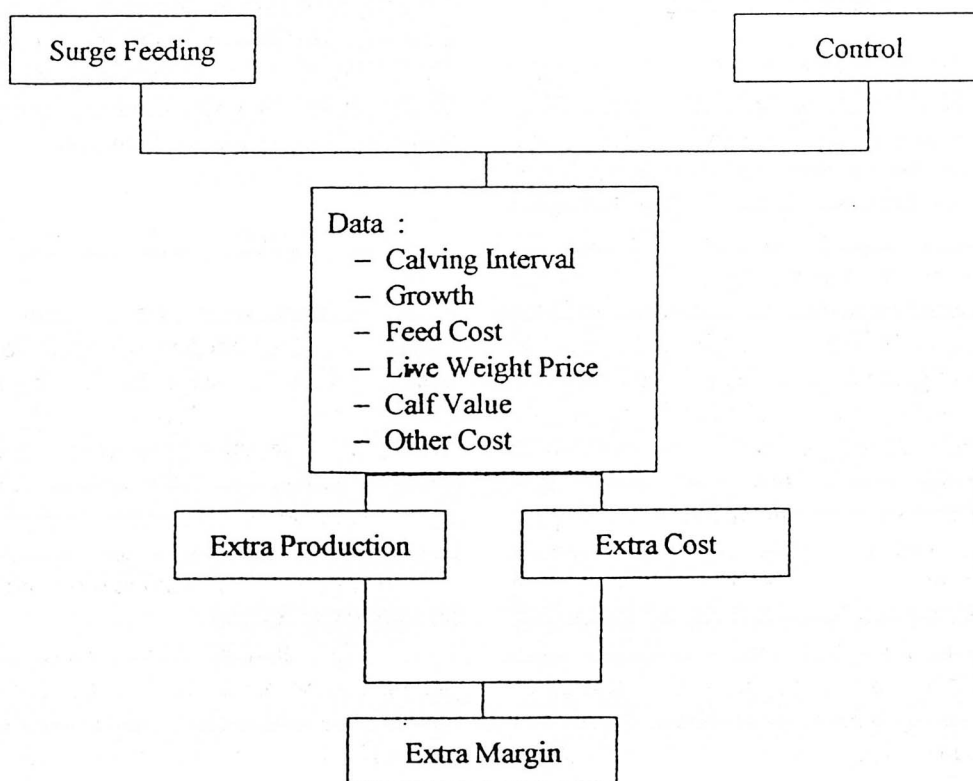 Surge Feeding
Control
Data :
– Calving Interval
– Growth
– Feed Cost
– Live Weight Price
– Calf Value
– Other Cost
Extra Production
Extra Cost
Extra Margin